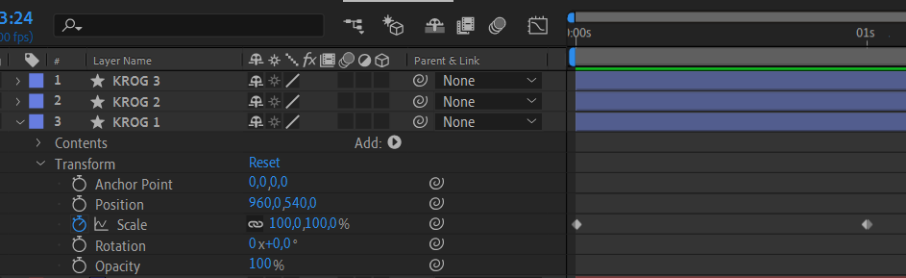 3:24
00 fps)
:00s 01s
# Layer Name fx Parent & Link
1 KROG 3 None
2 KROG 2 None
3 KROG 1 None
Contents Add:
Transform Reset
Anchor Point 0,0,0,0
Position 960,0,540,0
Scale 100,0,100,0%
Rotation 0x+0,0°
Opacity 100%